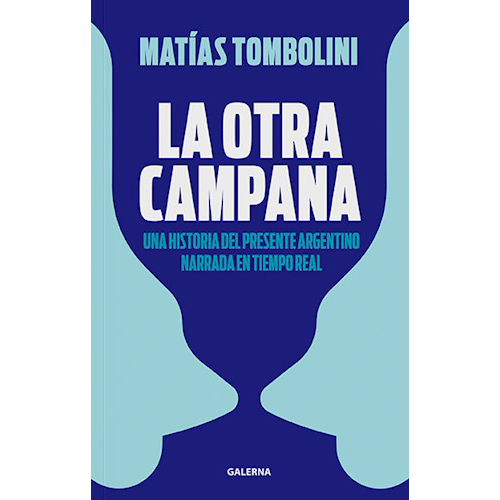 MATÍAS TOMBOLINI
LA OTRA
CAMPANA
UNA HISTORIA DEL PRESENTE ARGENTINO
NARRADA EN TIEMPO REAL
GALERNA